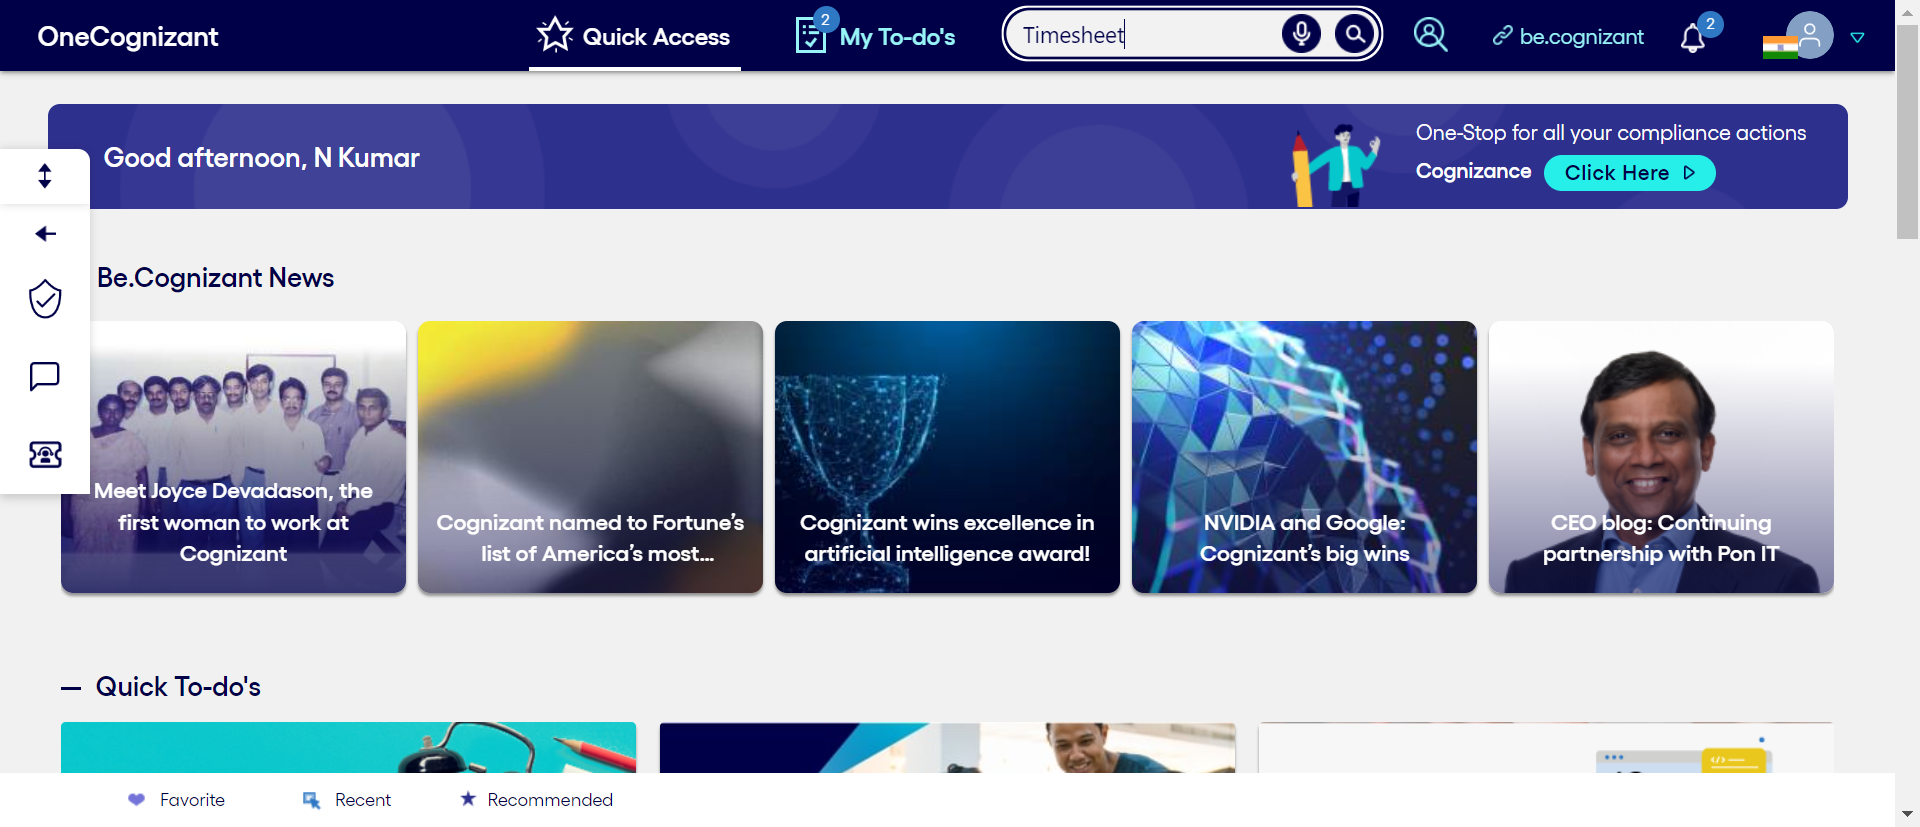 OneCognizant
Quick Access
2
My To-do's
Timesheet
be.cognizant
2
Good afternoon, N Kumar
One-Stop for all your compliance actions
Cognizance
Click Here
Be.Cognizant News
Meet Joyce Devadason, the
first woman to work at
Cognizant
Cognizant named to Fortune’s
list of America’s most...
Cognizant wins excellence in
artificial intelligence award!
NVIDIA and Google:
Cognizant’s big wins
CEO blog: Continuing
partnership with Pon IT
Quick To-do's
Favorite
Recent
Recommended